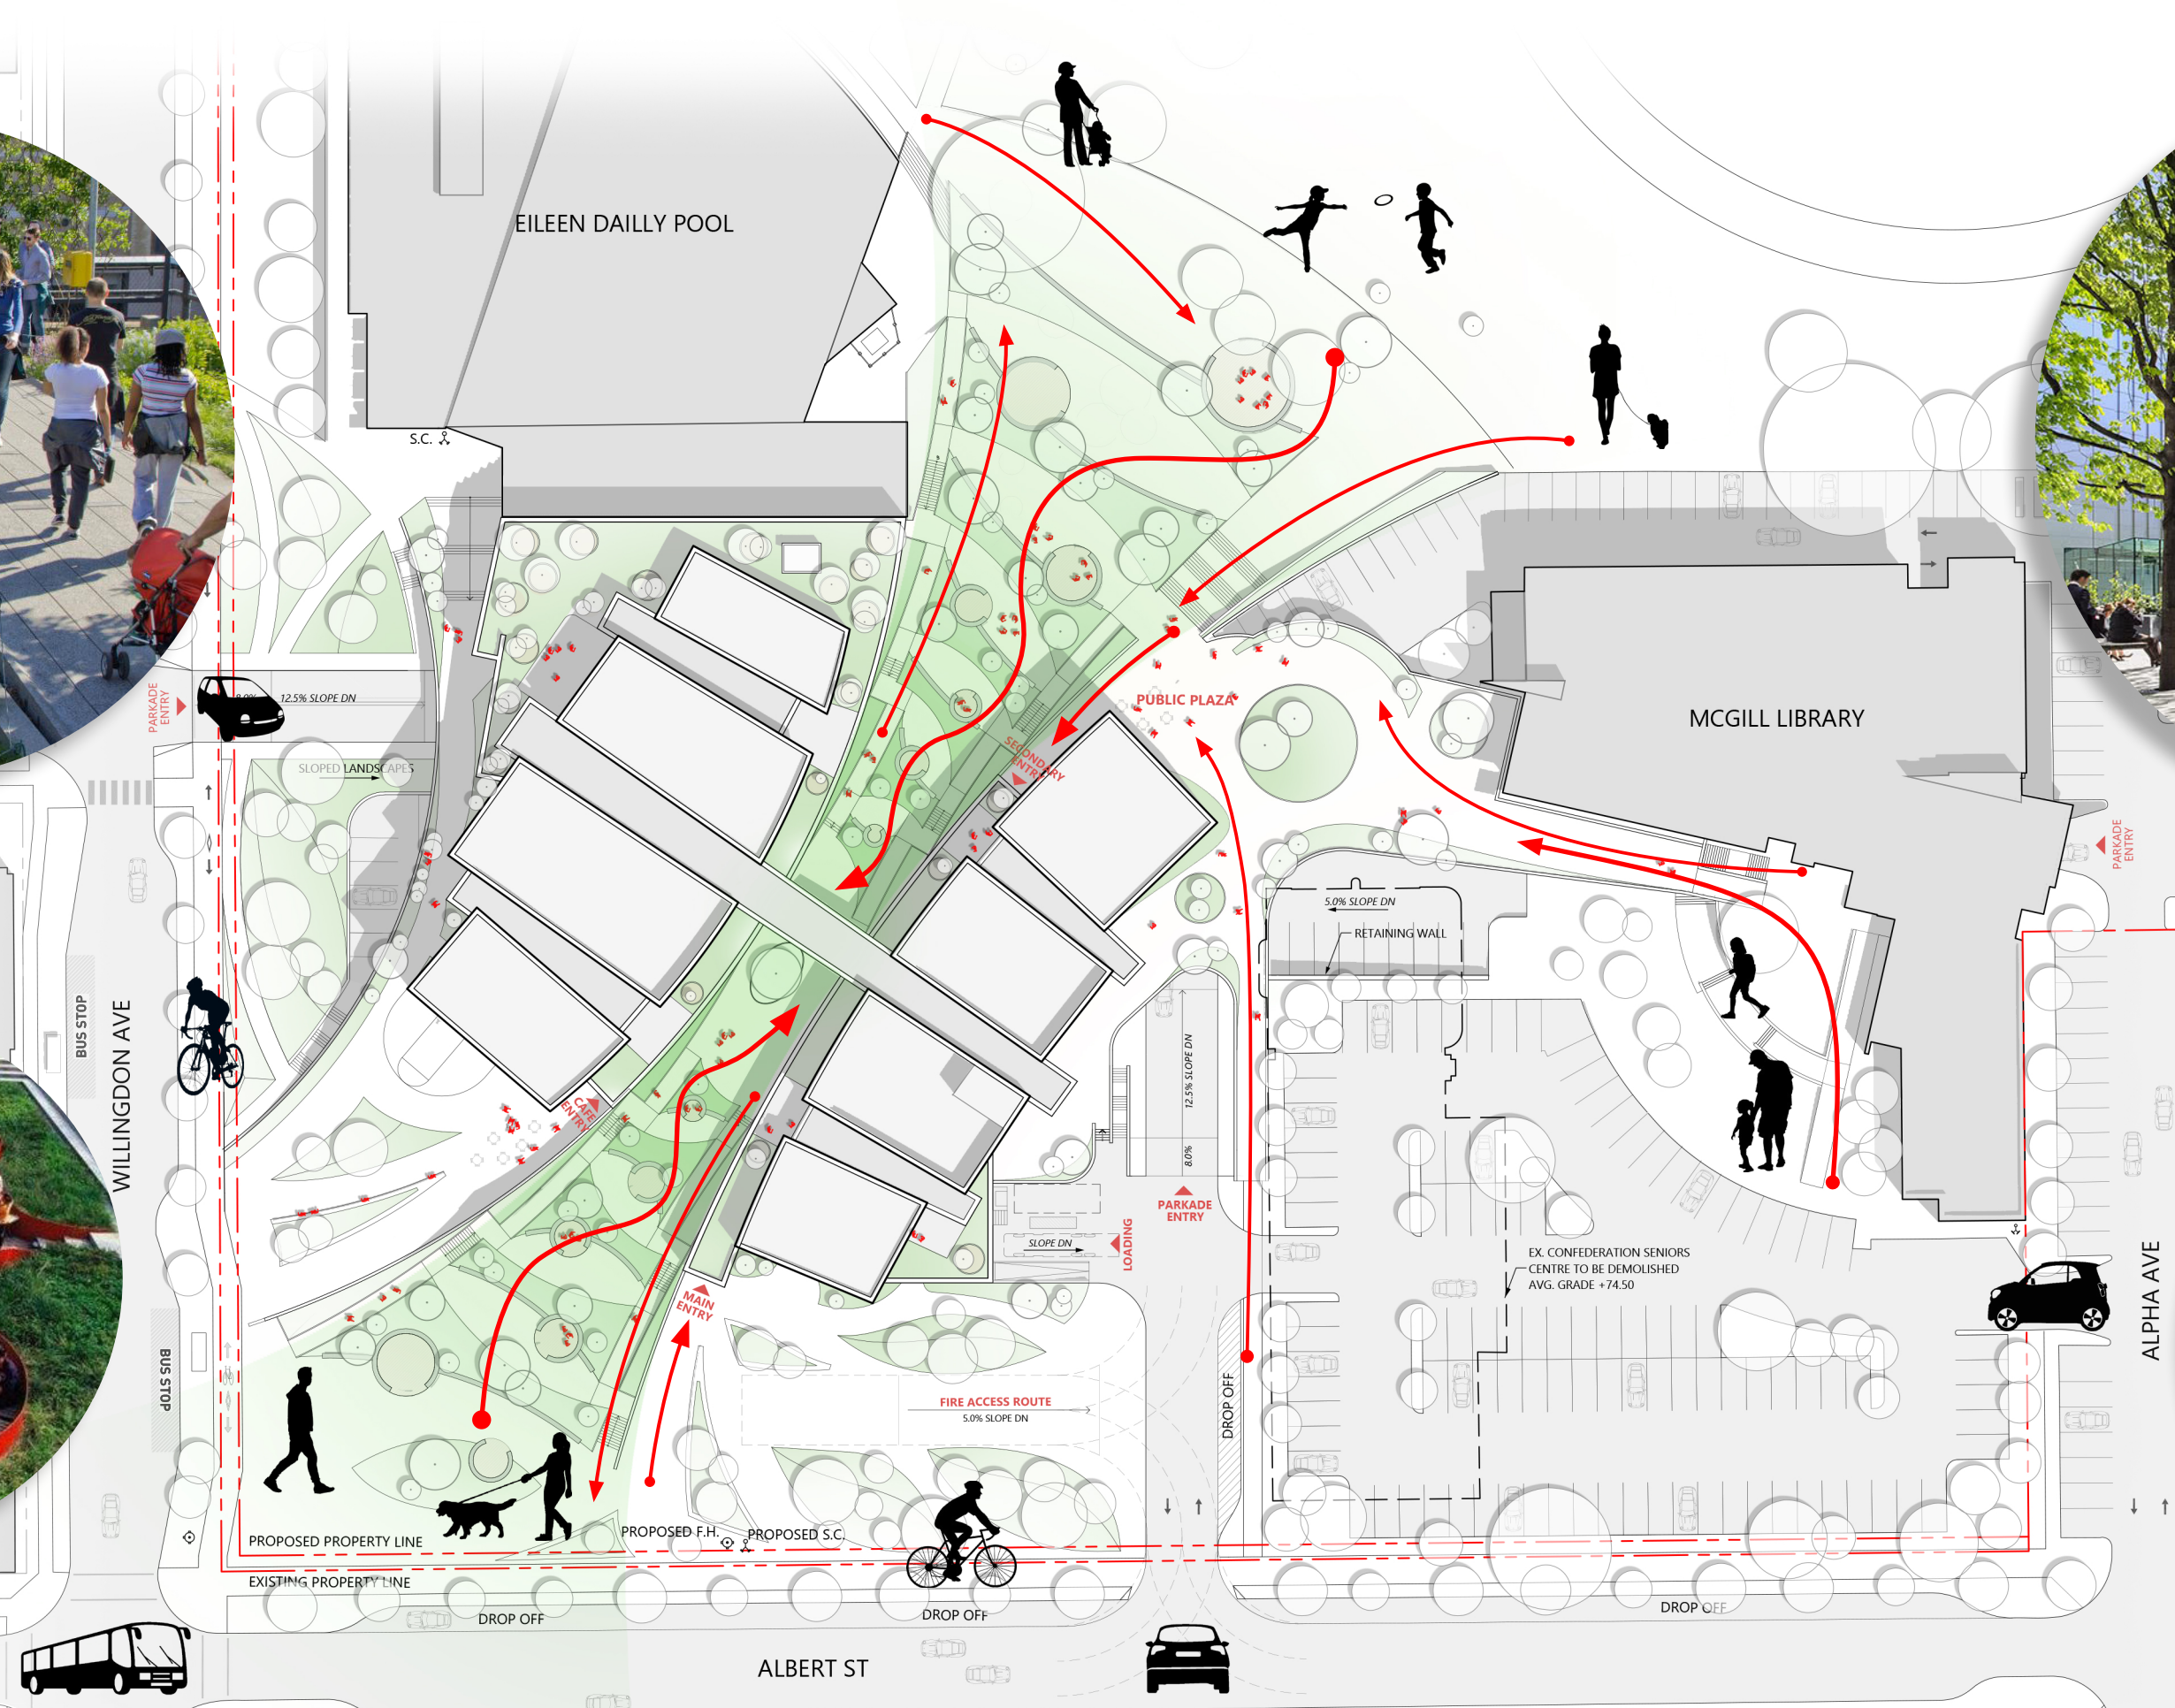 EILEEN DAILLY POOL
S.C.
PARKADE
ENTRY
8.0%
12.5% SLOPE DN
SLOPED LANDSCAPES
PUBLIC PLAZA
SECONDARY
ENTRY
MCGILL LIBRARY
PARKADE
ENTRY
5.0% SLOPE DN
RETAINING WALL
BUS STOP
WILLINGDON AVE
CAFE
ENTRY
12.5% SLOPE DN
8.0%
PARKADE
ENTRY
SLOPE DN
LOADING
EX. CONFEDERATION SENIORS
CENTRE TO BE DEMOLISHED
AVG. GRADE +74.50
MAIN
ENTRY
ALPHA AVE
BUS STOP
FIRE ACCESS ROUTE
5.0% SLOPE DN
DROP OFF
PROPOSED F.H.
PROPOSED S.C.
PROPOSED PROPERTY LINE
EXISTING PROPERTY LINE
DROP OFF
DROP OFF
DROP OFF
ALBERT ST